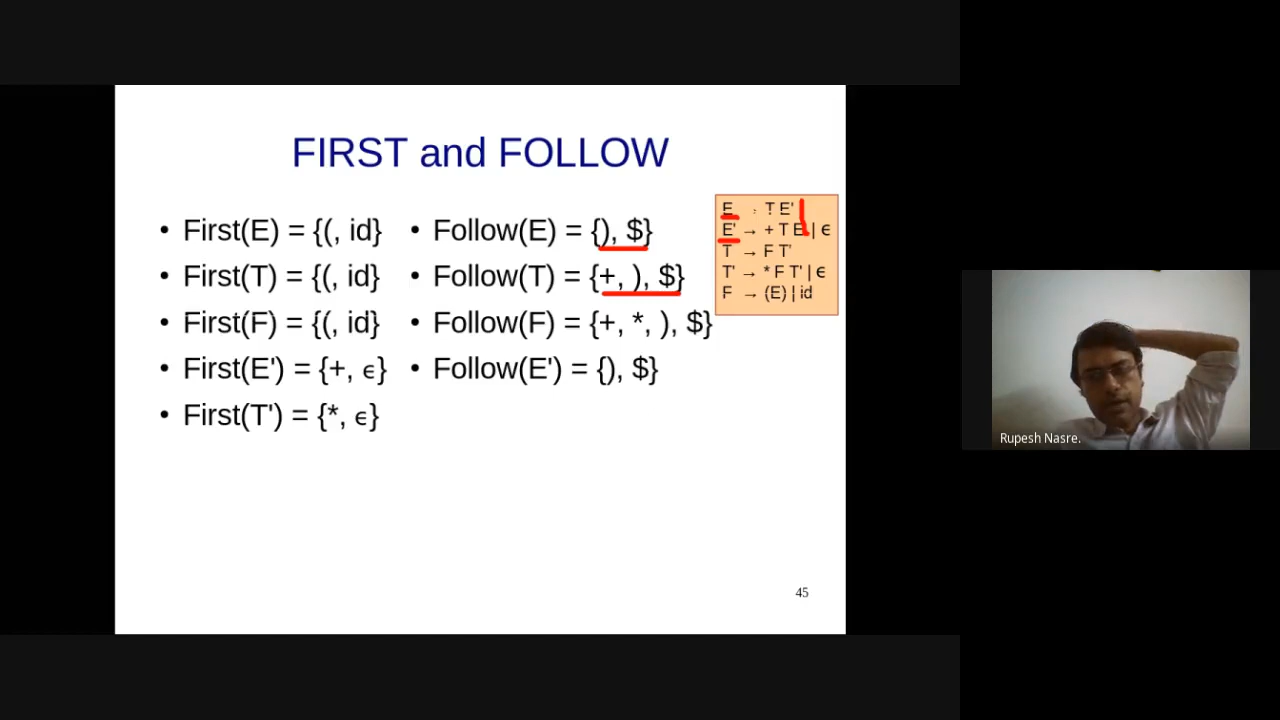 FIRST and FOLLOW
• First(E) = {(, id}
• First(T) = {(, id}
• First(F) = {(, id}
• First(E') = {+, ϵ}
• First(T') = {*, ϵ}
• Follow(E) = {), $}
• Follow(T) = {+, ), $}
• Follow(F) = {+, *, ), $}
• Follow(E') = {), $}
E T E'
E' → + T E | ϵ
T → F T'
T' → * F T' | ϵ
F → (E) | id
45
Rupesh Nasre.